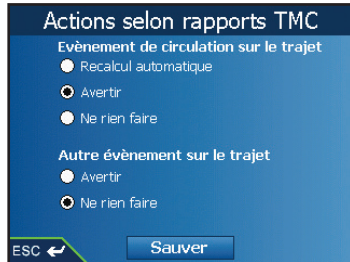 Actions selon rapports TMC
Evènement de circulation sur le trajet
Recalcul automatique
Avertir
Ne rien faire
Autre évènement sur le trajet
Avertir
Ne rien faire
ESC
Sauver